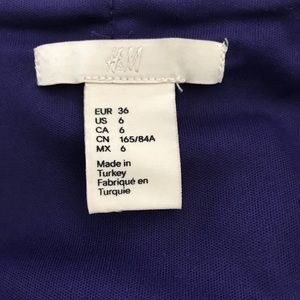 H&M
EUR 36
US 6
CA 6
CN 165/84A
MX 6
Made in
Turkey
Fabriqué en
Turquie